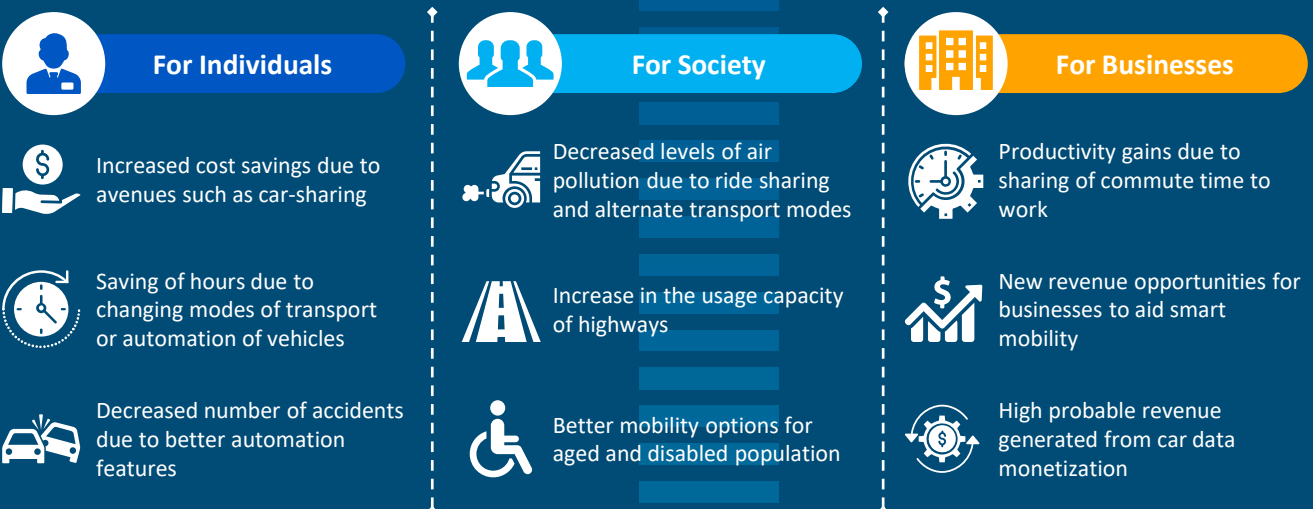 For Individuals
Increased cost savings due to
avenues such as car-sharing
Saving of hours due to
changing modes of transport
or automation of vehicles
Decreased number of accidents
due to better automation
features
For Society
Decreased levels of air
pollution due to ride sharing
and alternate transport modes
Increase in the usage capacity
of highways
Better mobility options for
aged and disabled population
For Businesses
Productivity gains due to
sharing of commute time to
work
New revenue opportunities for
businesses to aid smart
mobility
High probable revenue
generated from car data
monetization